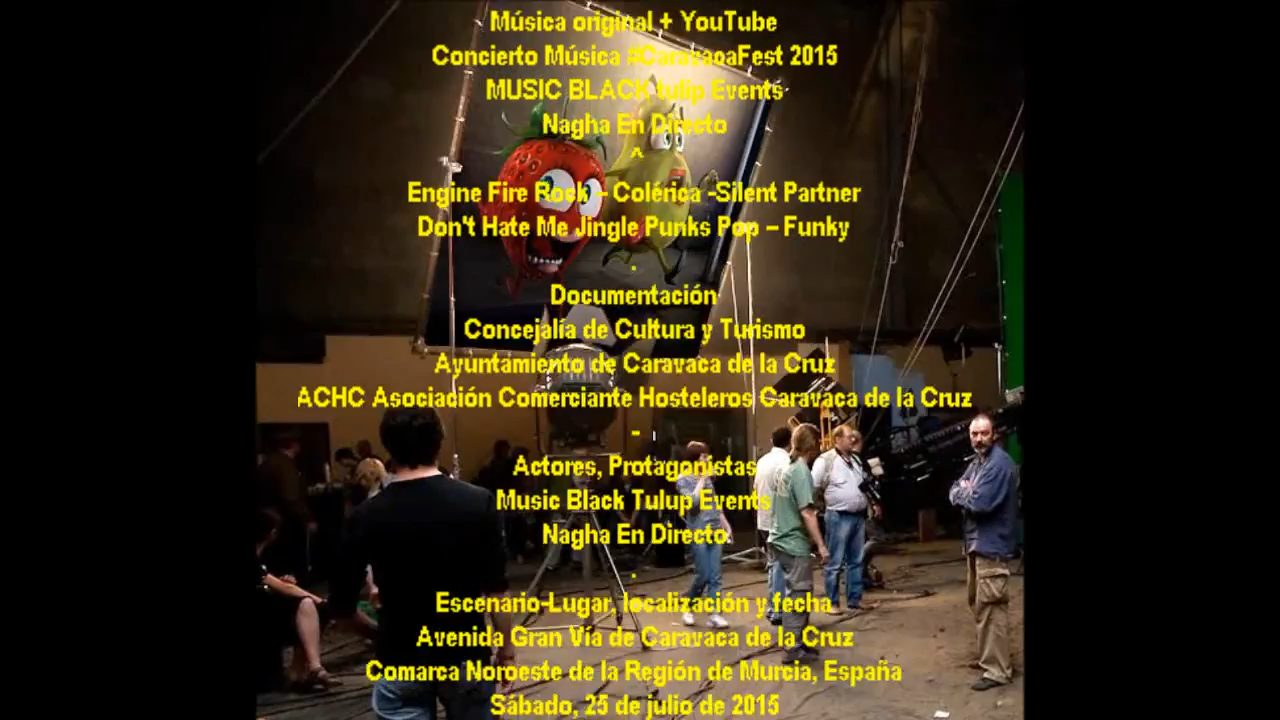 Música original + YouTube
Concierto Música #CaravacaFest 2015
MUSIC BLACK tulip Events
Nagha En Directo
^
Engine Fire Rock – Colérica -Silent Partner
Don't Hate Me Jingle Punks Pop – Funky
.
Documentación
Concejalía de Cultura y Turismo
Ayuntamiento de Caravaca de la Cruz
ACHC Asociación Comerciante Hosteleros Caravaca de la Cruz
-
Actores, Protagonistas
Music Black Tulup Events
Nagha En Directo
.
Escenario-Lugar, localización y fecha
Avenida Gran Vía de Caravaca de la Cruz
Comarca Noroeste de la Región de Murcia, España
Sábado, 25 de julio de 2015